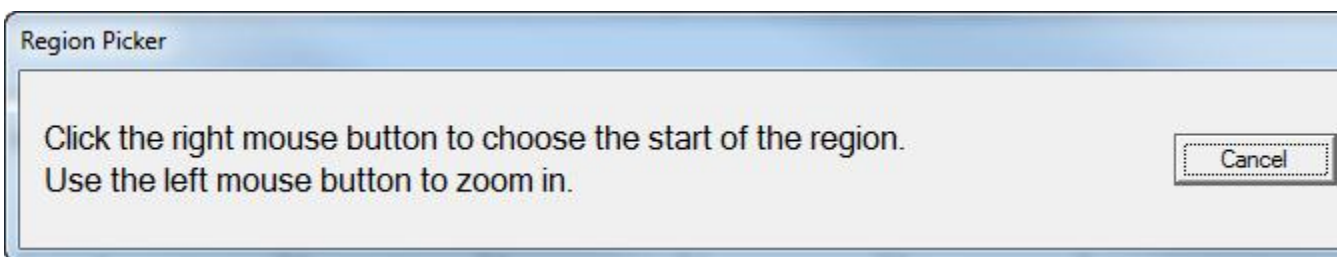 Region Picker
Click the right mouse button to choose the start of the region.
Use the left mouse button to zoom in.
Cancel